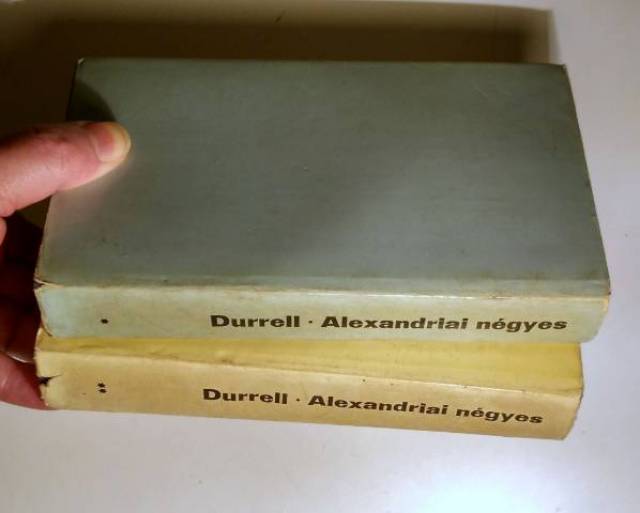 * Durrell · Alexandriai négyes
** Durrell · Alexandriai négyes